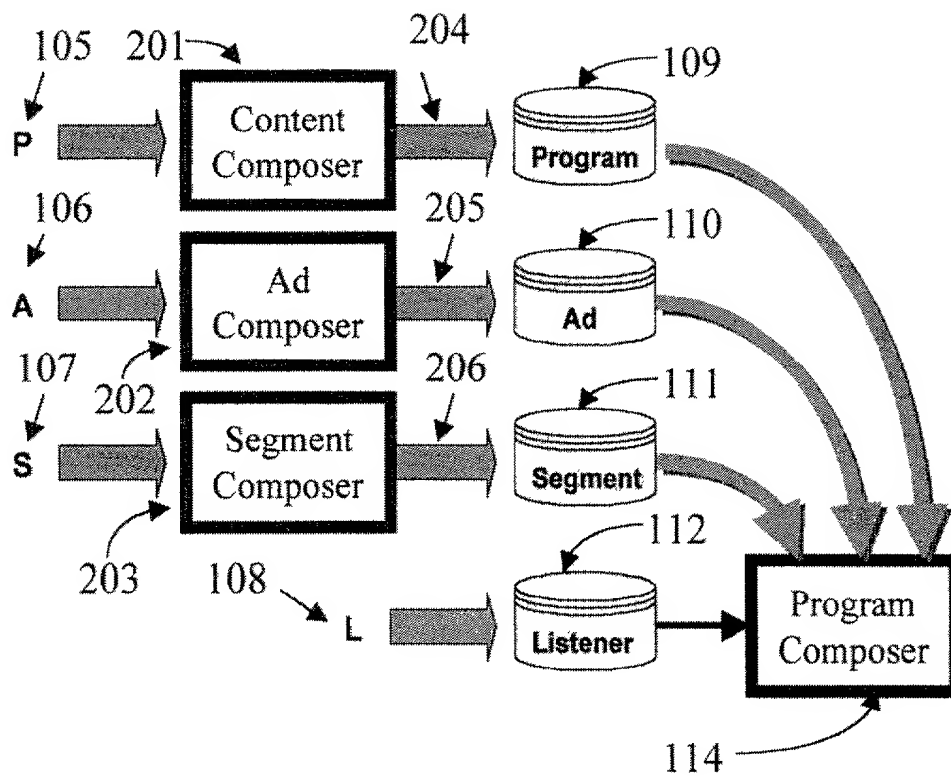 105
201
204
109
P
Content
Composer
Program
106
205
110
A
Ad
Composer
Ad
107
202
206
111
S
Segment
Composer
Segment
203
108
112
L
Listener
Program
Composer
114